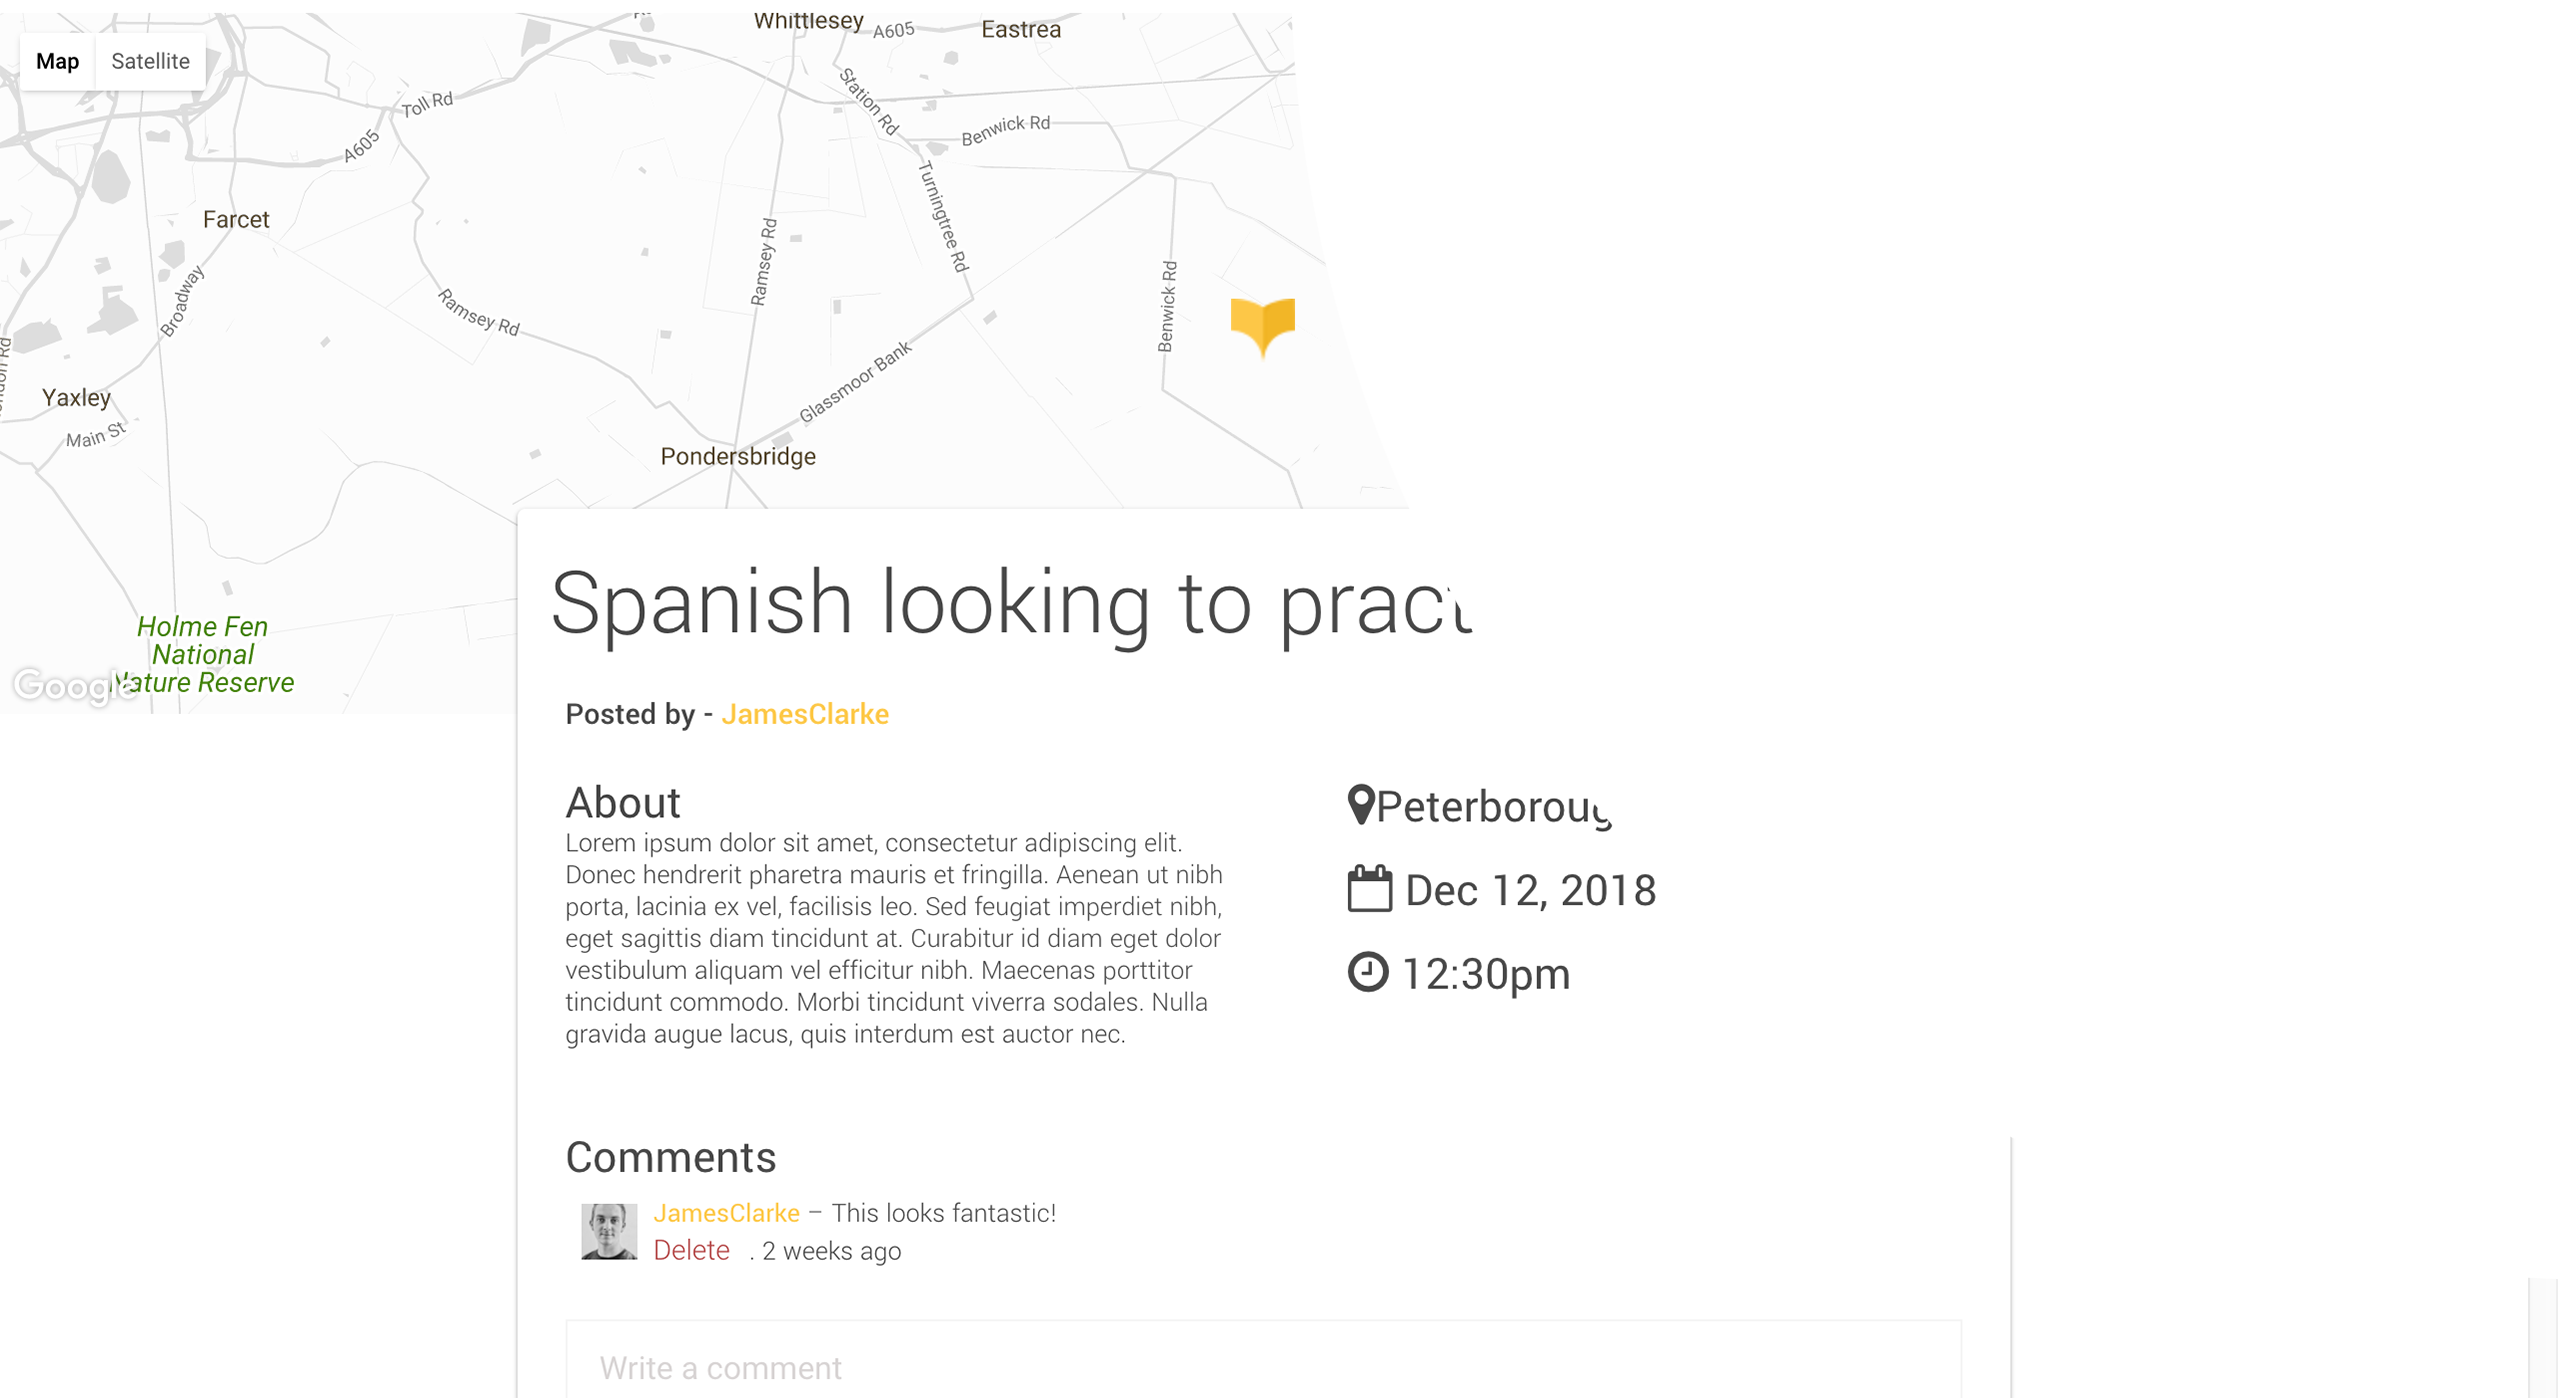 Whittlesey
A605
Eastrea
Map
Satellite
Station Rd
Toll Rd
Benwick Rd
A605
Turningtree Rd
Farcet
Ramsey Rd
Broadway
Benwick Rd
Ramsey Rd
Glassmoor Bank
Yaxley
Main St
Pondersbridge
Holme Fen
National
Nature Reserve
Google
Spanish looking to pract
Posted by - JamesClarke
About
Lorem ipsum dolor sit amet, consectetur adipiscing elit.
Donec hendrerit pharetra mauris et fringilla. Aenean ut nibh
porta, lacinia ex vel, facilisis leo. Sed feugiat imperdiet nibh,
eget sagittis diam tincidunt at. Curabitur id diam eget dolor
vestibulum aliquam vel efficitur nibh. Maecenas porttitor
tincidunt commodo. Morbi tincidunt viverra sodales. Nulla
gravida augue lacus, quis interdum est auctor nec.
Peterboroug
Dec 12, 2018
12:30pm
Comments
JamesClarke – This looks fantastic!
Delete . 2 weeks ago
Write a comment